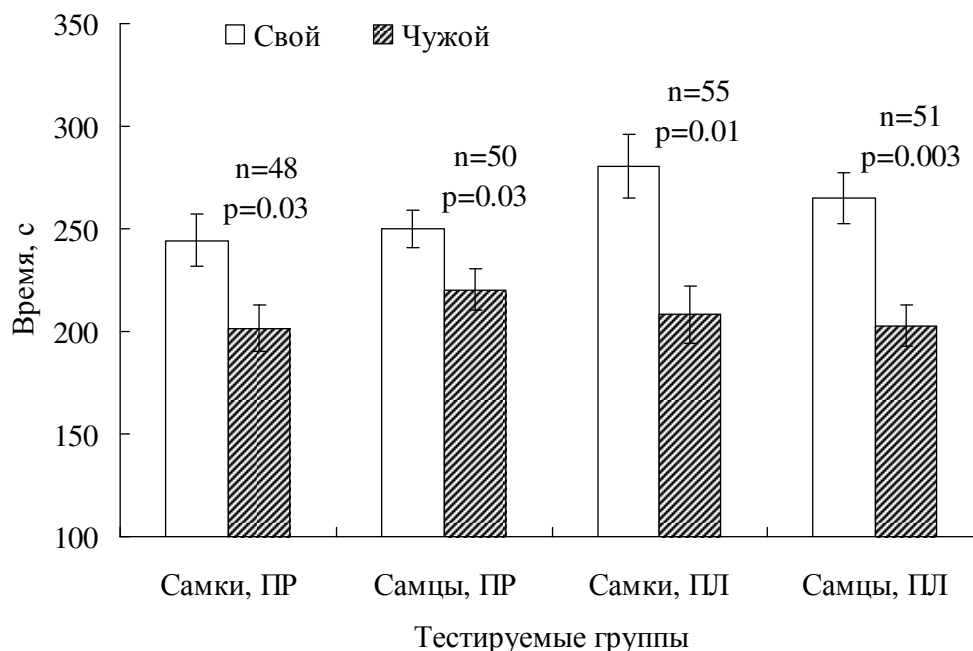 350
Свой
Чужой
300
250
200
150
100
Время, с
n=48
p=0.03
n=50
p=0.03
n=55
p=0.01
n=51
p=0.003
Самки, ПР
Самцы, ПР
Самки, ПЛ
Самцы, ПЛ
Тестируемые группы